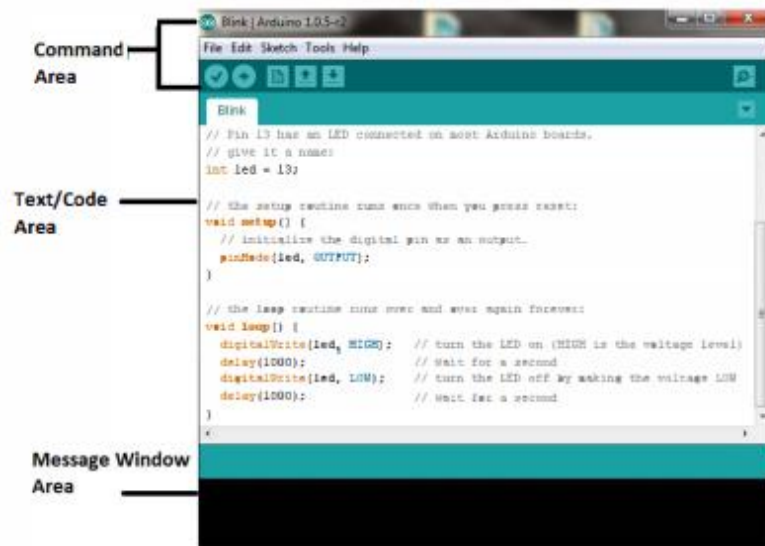 Command
Area
Blink | Arduino 1.0.5-r2
File Edit Sketch Tools Help
Blink
// Pin 13 has an LED connected on most Arduino boards.
// give it a name:
int led = 13;
Text/Code
Area
// the setup routine runs once when you press reset:
void setup() {
// initialize the digital pin as an output.
pinMode(led, OUTPUT);
}
// the loop routine runs over and over again forever:
void loop() {
digitalWrite(led, HIGH); // turn the LED on (HIGH is the voltage level)
delay(1000); // wait for a second
digitalWrite(led, LOW); // turn the LED off by making the voltage LOW
delay(1000); // wait for a second
}
Message Window
Area